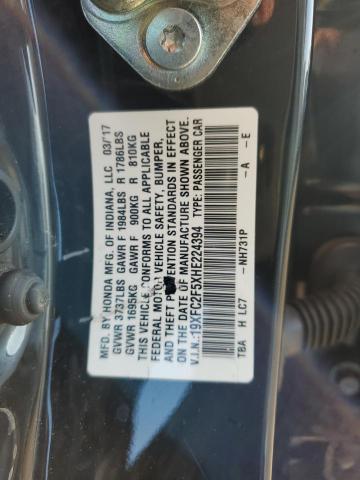 MFD. BY HONDA MFG. OF INDIANA, LLC 03/'17
GVWR 3737LBS GAWR F 1984LBS R 1786LBS
GVWR 1695KG GAWR F 900KG R 810KG
THIS VEHICLE CONFORMS TO ALL APPLICABLE
FEDERAL MOTOR VEHICLE SAFETY, BUMPER,
AND THEFT PREVENTION STANDARDS IN EFFECT
ON THE DATE OF MANUFACTURE SHOWN ABOVE.
V.I.N.:19XFC2F5XHE224394 TYPE: PASSENGER CAR
TBA H LC7 -NH731P -A -E